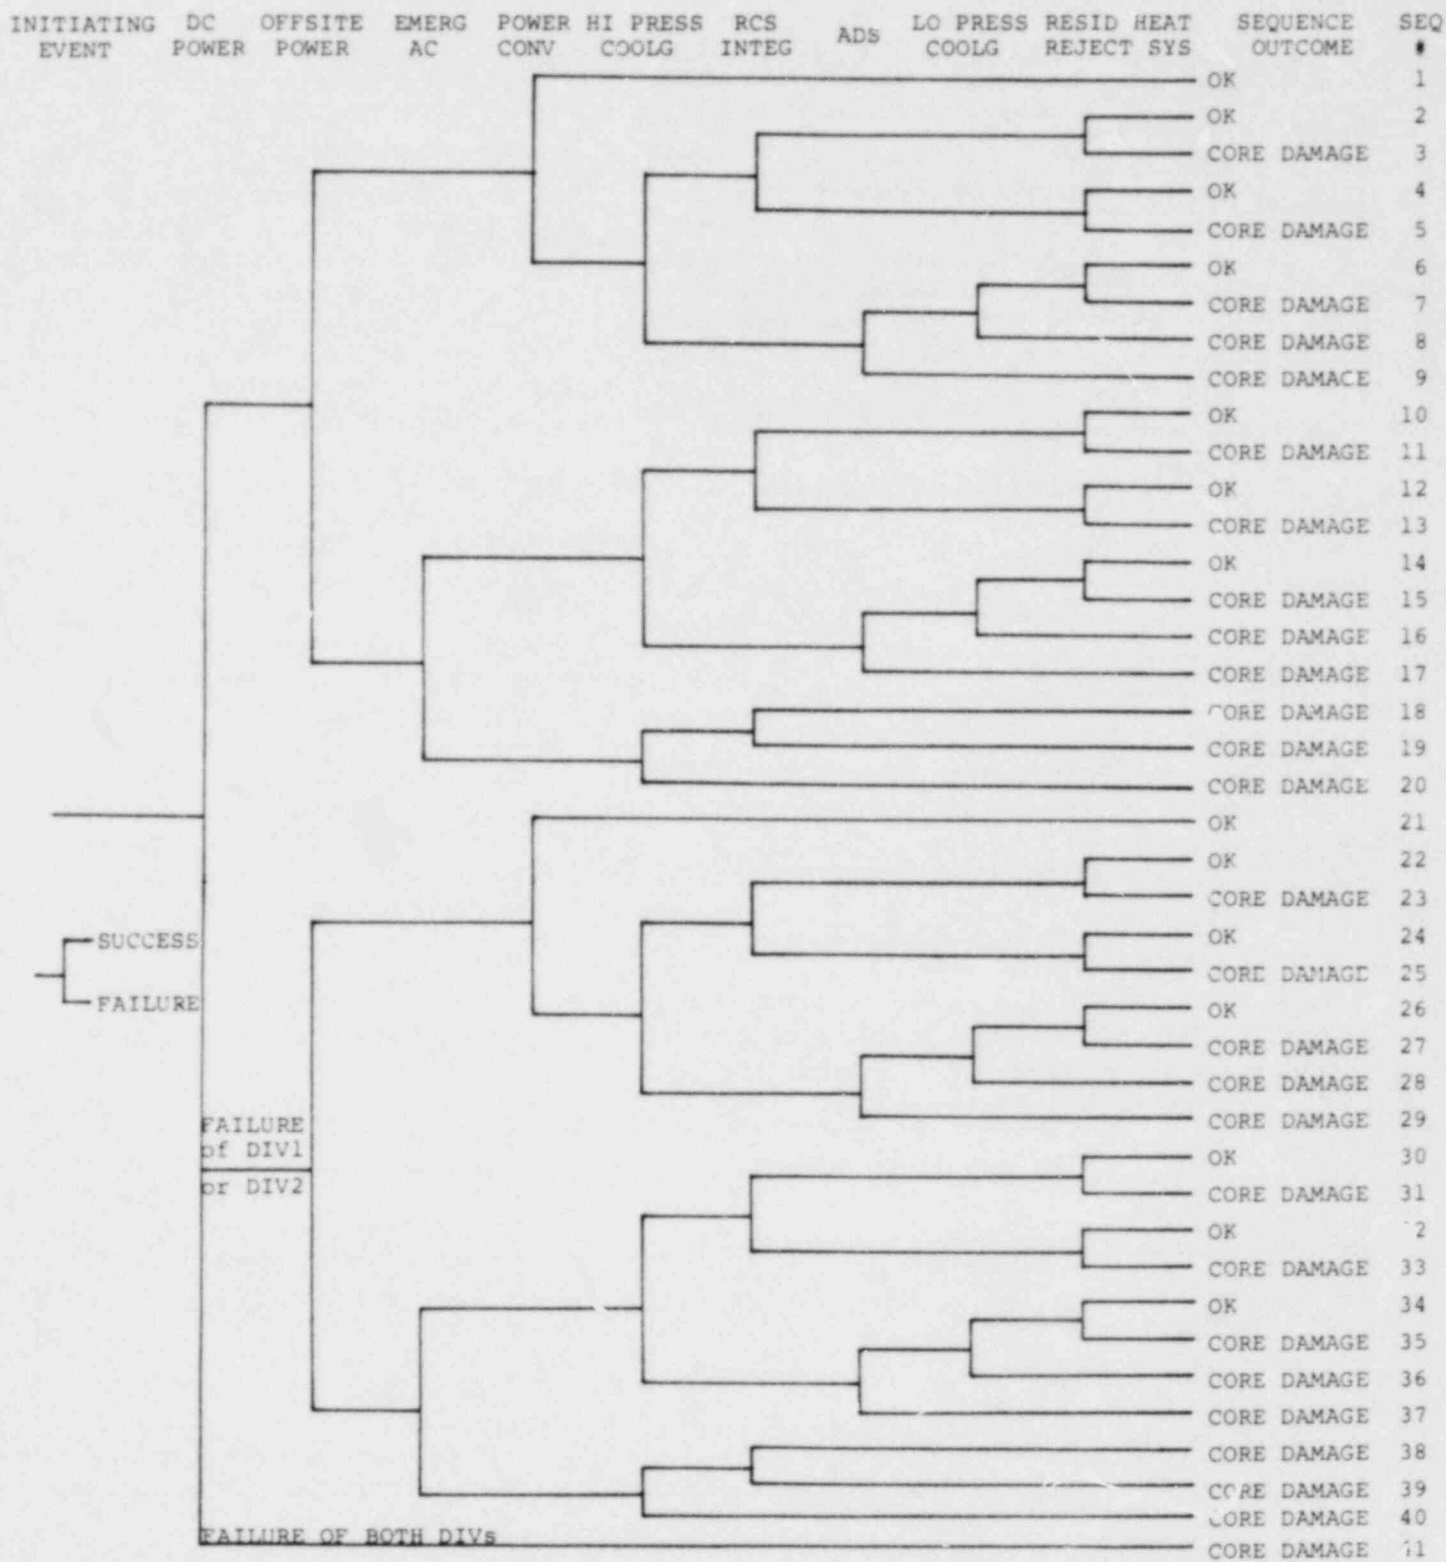 INITIATING DC OFFSITE EMERG POWER HI PRESS RCS ADS LO PRESS RESID HEAT SEQUENCE SEQ
EVENT POWER POWER AC CONV COOLG INTEG COOLG REJECT SYS OUTCOME #
OK 1
OK 2
CORE DAMAGE 3
OK 4
CORE DAMAGE 5
OK 6
CORE DAMAGE 7
CORE DAMAGE 8
CORE DAMACE 9
OK 10
CORE DAMAGE 11
OK 12
CORE DAMAGE 13
OK 14
CORE DAMAGE 15
CORE DAMAGE 16
CORE DAMAGE 17
CORE DAMAGE 18
CORE DAMAGE 19
CORE DAMAGE 20
OK 21
OK 22
CORE DAMAGE 23
SUCCESS
OK 24
CORE DAMAGE 25
FAILURE
OK 26
CORE DAMAGE 27
CORE DAMAGE 28
CORE DAMAGE 29
FAILURE
of DIV1
or DIV2
OK 30
CORE DAMAGE 31
OK 2
CORE DAMAGE 33
OK 34
CORE DAMAGE 35
CORE DAMAGE 36
CORE DAMAGE 37
CORE DAMAGE 38
CORE DAMAGE 39
CORE DAMAGE 40
FAILURE OF BOTH DIVs
CORE DAMAGE